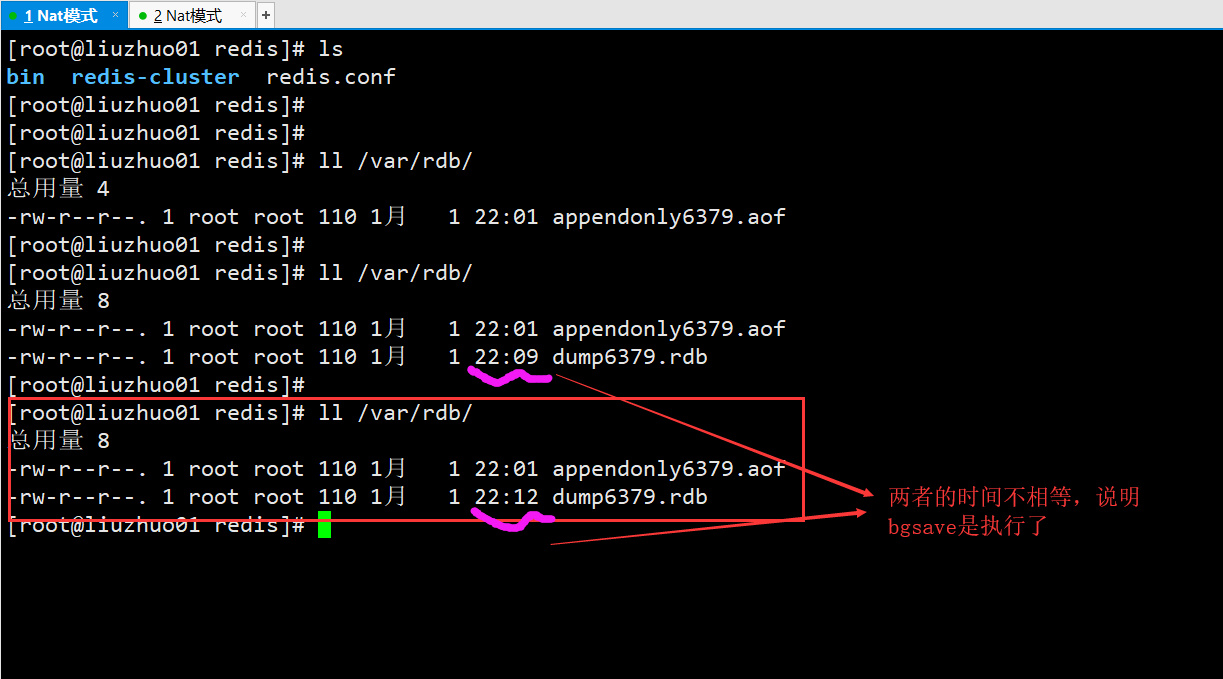 1 Nat模式 × 2 Nat模式 × +
[root@liuzhuo01 redis]# ls
bin  redis-cluster  redis.conf
[root@liuzhuo01 redis]#
[root@liuzhuo01 redis]#
[root@liuzhuo01 redis]# ll /var/rdb/
总用量 4
-rw-r--r--. 1 root root 110 1月   1 22:01 appendonly6379.aof
[root@liuzhuo01 redis]#
[root@liuzhuo01 redis]# ll /var/rdb/
总用量 8
-rw-r--r--. 1 root root 110 1月   1 22:01 appendonly6379.aof
-rw-r--r--. 1 root root 110 1月   1 22:09 dump6379.rdb
[root@liuzhuo01 redis]#
[root@liuzhuo01 redis]# ll /var/rdb/
总用量 8
-rw-r--r--. 1 root root 110 1月   1 22:01 appendonly6379.aof
-rw-r--r--. 1 root root 110 1月   1 22:12 dump6379.rdb
[root@liuzhuo01 redis]#
两者的时间不相等，说明
bgsave是执行了